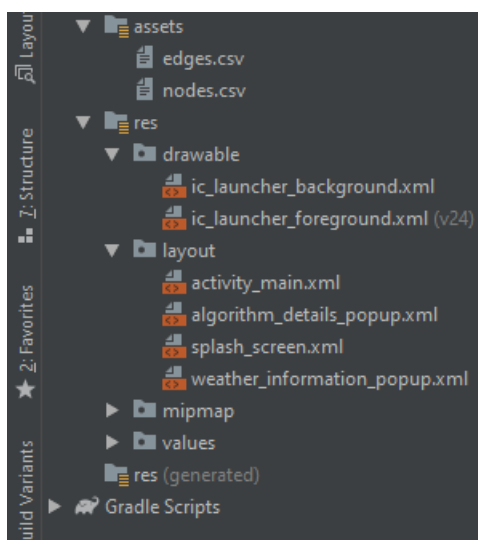 Layou
7: Structure
2: Favorites
uild Variants
assets
edges.csv
nodes.csv
res
drawable
ic_launcher_background.xml
ic_launcher_foreground.xml (v24)
layout
activity_main.xml
algorithm_details_popup.xml
splash_screen.xml
weather_information_popup.xml
mipmap
values
res (generated)
Gradle Scripts